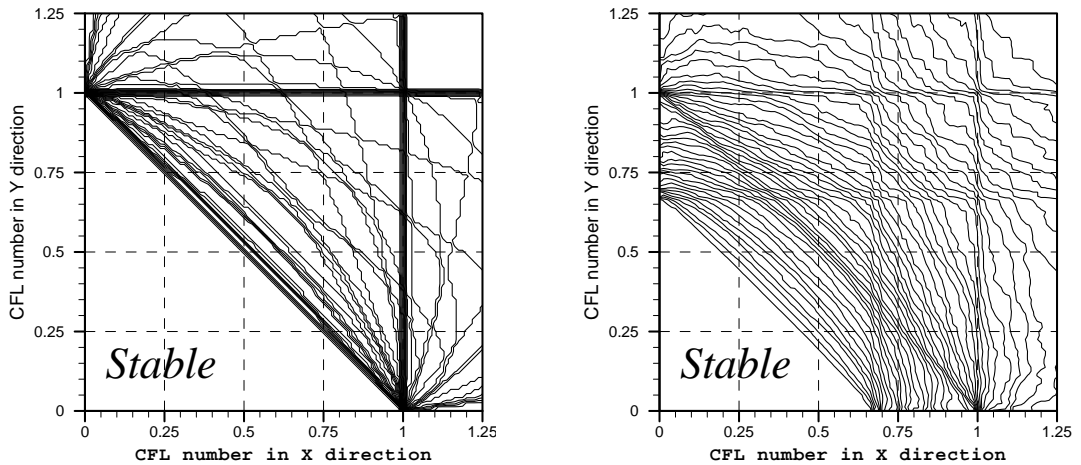 1.25
1
0.75
0.5
0.25
0
CFL number in Y direction
Stable
0 0.25 0.5 0.75 1 1.25
CFL number in X direction
1.25
1
0.75
0.5
0.25
0
CFL number in Y direction
Stable
0 0.25 0.5 0.75 1 1.25
CFL number in X direction